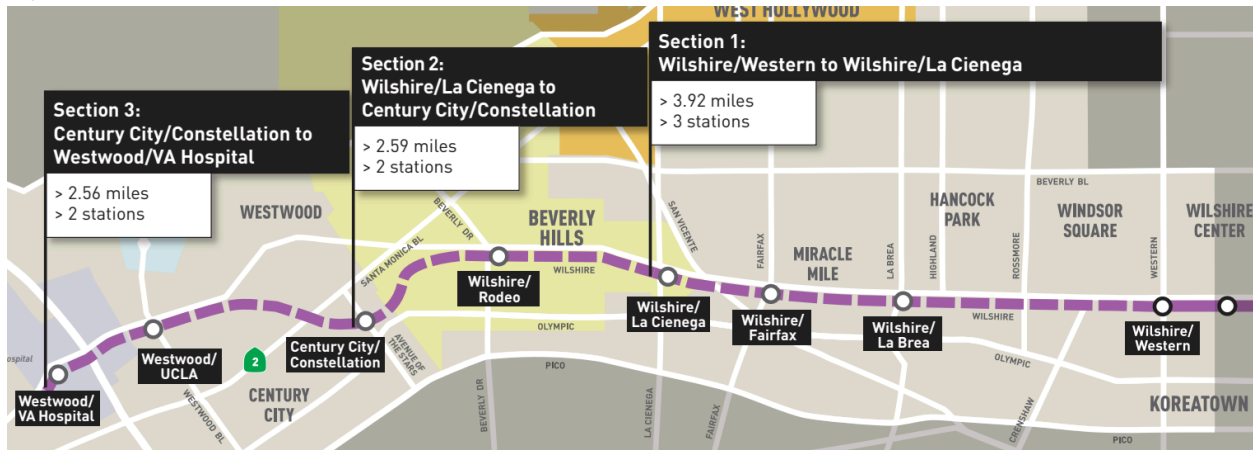 WEST HOLLYWOOD
Section 1:
Wilshire/Western to Wilshire/La Cienega
> 3.92 miles
> 3 stations
Section 2:
Wilshire/La Cienega to
Century City/Constellation
> 2.59 miles
> 2 stations
Section 3:
Century City/Constellation to
Westwood/VA Hospital
> 2.56 miles
> 2 stations
WESTWOOD
SANTA MONICA BL
BEVERLY DR
BEVERLY
HILLS
SAN VICENTE
FAIRFAX
MIRACLE
MILE
LA BREA
HIGHLAND
HANCOCK
PARK
ROSSMORE
BEVERLY BL
WINDSOR
SQUARE
WESTERN
WILSHIRE
CENTER
WILSHIRE
Wilshire/
Rodeo
Wilshire/
La Cienega
Wilshire/
Fairfax
Wilshire/
La Brea
WILSHIRE
Wilshire/
Western
ospital
Westwood/
VA Hospital
Westwood/
UCLA
2
Century City/
Constellation
AVENUE OF
THE STARS
OLYMPIC
CENTURY
CITY
WESTWOOD BL
PICO
BEVERLY DR
LA CIENEGA
FAIRFAX
OLYMPIC
CRENSHAW
KOREATOWN
PICO